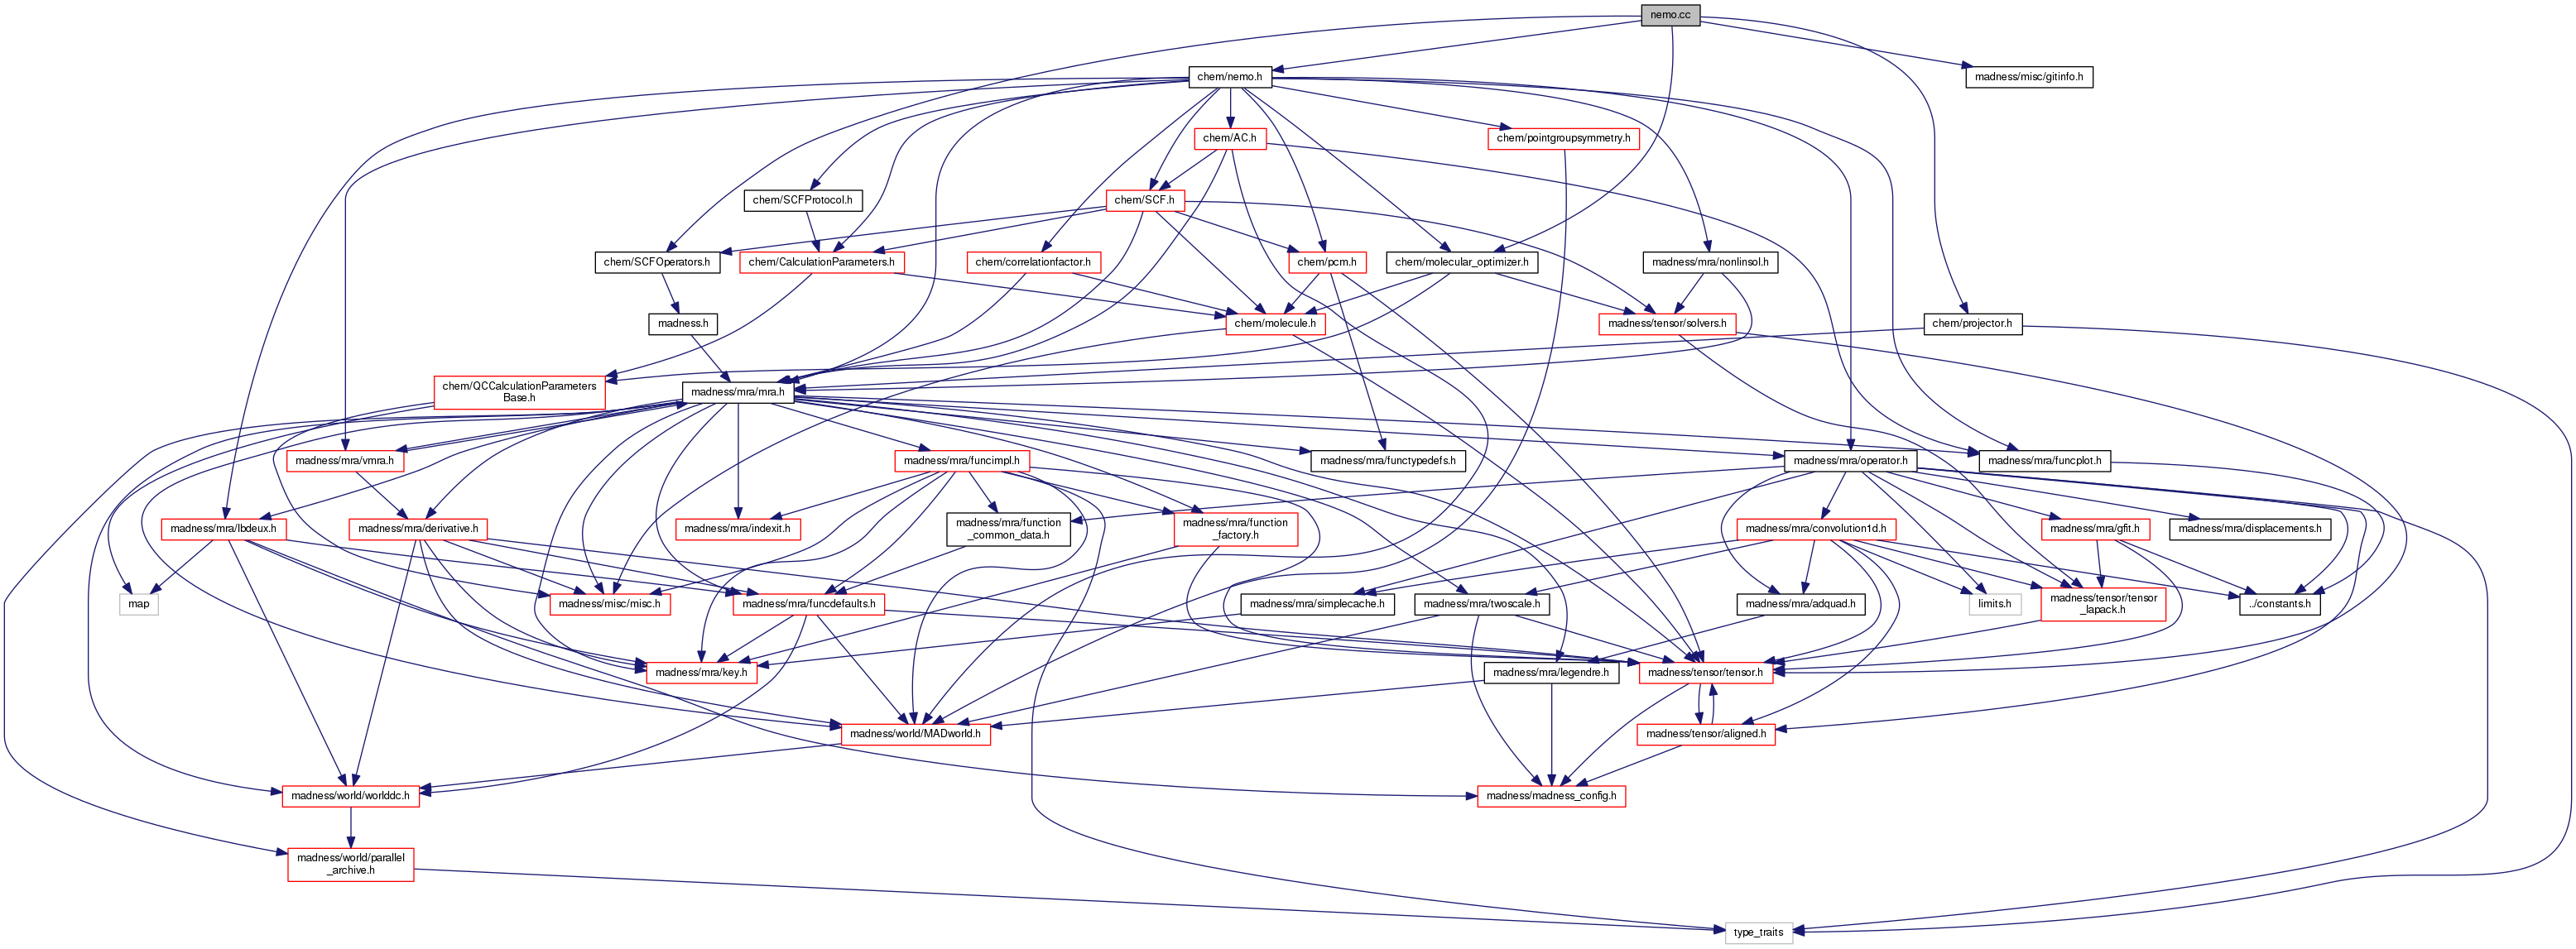 nemo.cc
chem/nemo.h
madness/misc/gitinfo.h
chem/AC.h
chem/pointgroupsymmetry.h
chem/SCFProtocol.h
chem/SCF.h
chem/SCFOperators.h
chem/CalculationParameters.h
chem/correlationfactor.h
chem/pcm.h
chem/molecular_optimizer.h
madness/mra/nonlinsol.h
madness.h
chem/molecule.h
madness/tensor/solvers.h
chem/projector.h
chem/QCCalculationParameters
Base.h
madness/mra/mra.h
madness/mra/vmra.h
madness/mra/funcimpl.h
madness/mra/functypedefs.h
madness/mra/operator.h
madness/mra/funcplot.h
madness/mra/lbdeux.h
madness/mra/derivative.h
madness/mra/indexit.h
madness/mra/function
_common_data.h
madness/mra/function
_factory.h
madness/mra/convolution1d.h
madness/mra/gfit.h
madness/mra/displacements.h
map
madness/misc/misc.h
madness/mra/funcdefaults.h
madness/mra/simplecache.h
madness/mra/twoscale.h
madness/mra/adquad.h
limits.h
madness/tensor/tensor
_lapack.h
../constants.h
madness/mra/key.h
madness/mra/legendre.h
madness/tensor/tensor.h
madness/world/MADworld.h
madness/tensor/aligned.h
madness/world/worlddc.h
madness/madness_config.h
madness/world/parallel
_archive.h
type_traits